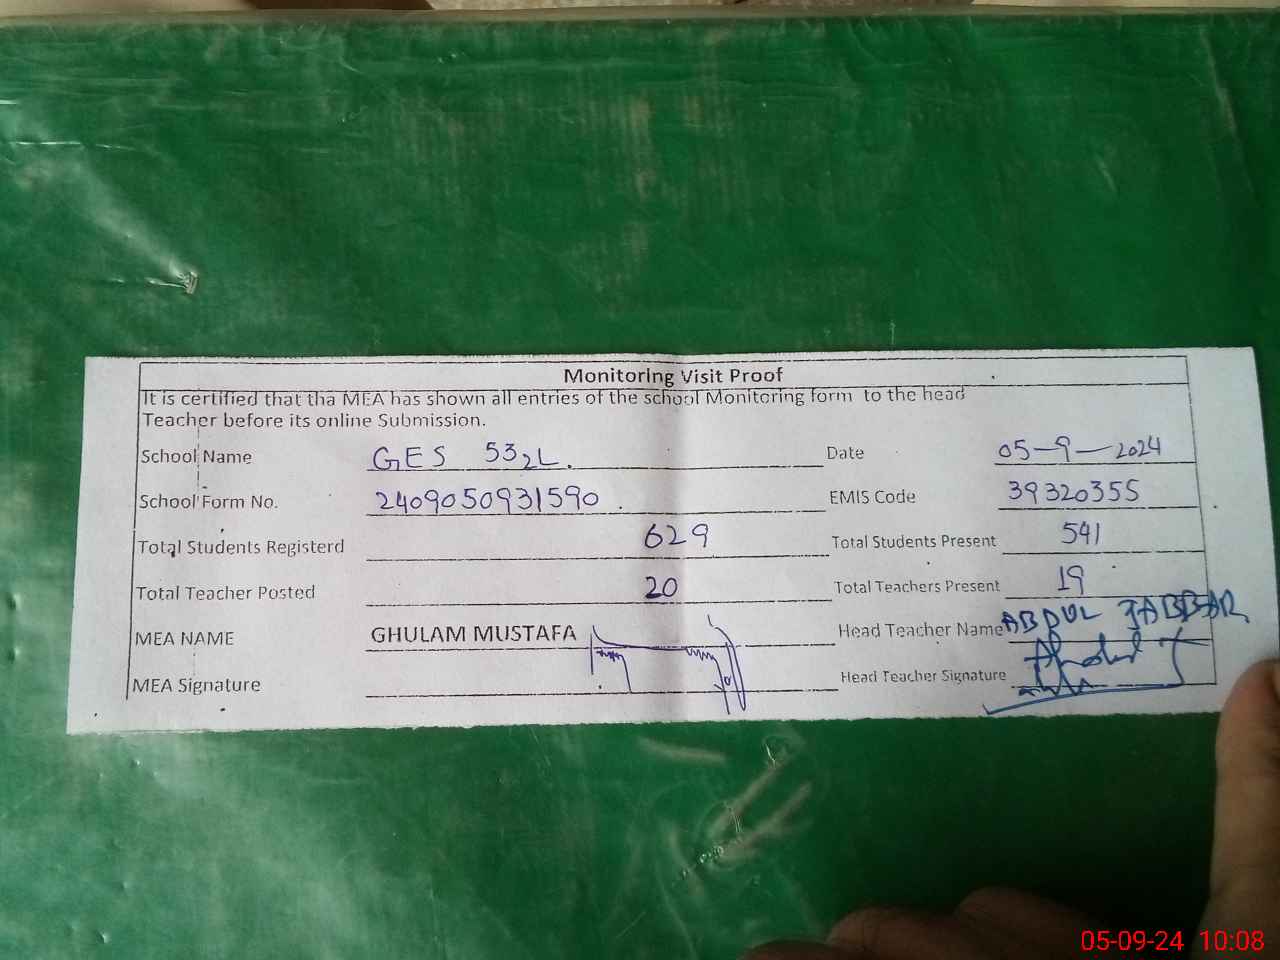 Monitoring Visit Proof
It is certified that tha MEA has shown all entries of the school Monitoring form to the head
Teacher before its online Submission.
School Name GES 53 2L. Date 05-9-2024
School Form No. 2409050931590 . EMIS Code 39320355
Total Students Registerd 629 Total Students Present 541
Total Teacher Posted 20 Total Teachers Present 19
MEA NAME GHULAM MUSTAFA Head Teacher Name ABDUL JABBAR
MEA Signature Head Teacher Signature
05-09-24 10:08